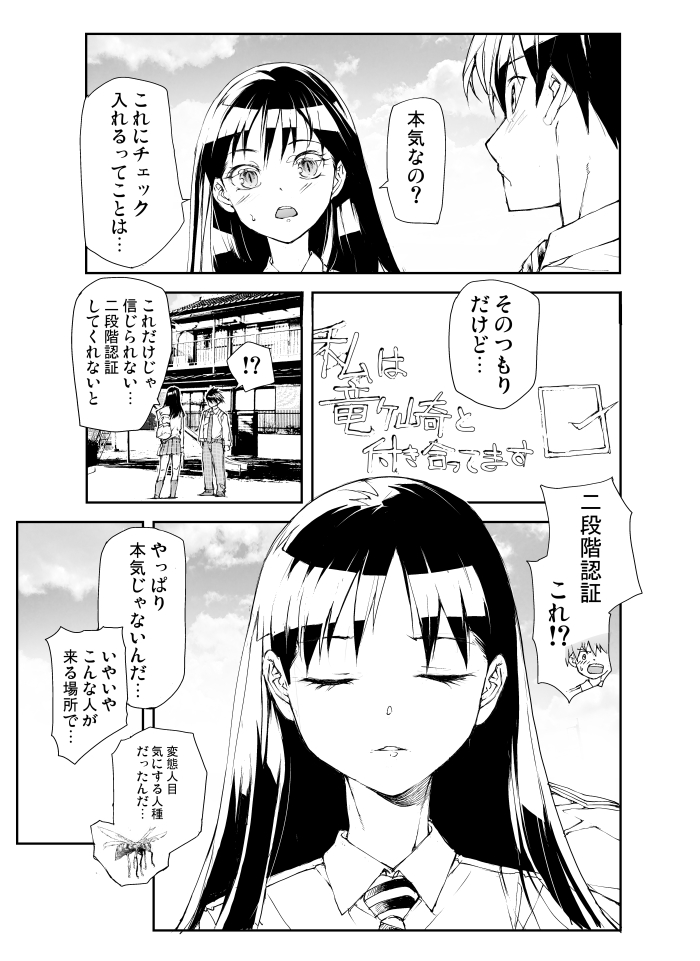 本気なの？
これにチェック
入れるってことは…
そのつもり
だけど…
私は
竜ケ崎と
付き合ってます
!?
これだけじゃ
信じられない…
二段階認証
してくれないと
二段階認証
これ!?
やっぱり
本気じゃないんだ…
いやいや
こんな人が
来る場所で…
変態人目
気にする人種
だったんだ…